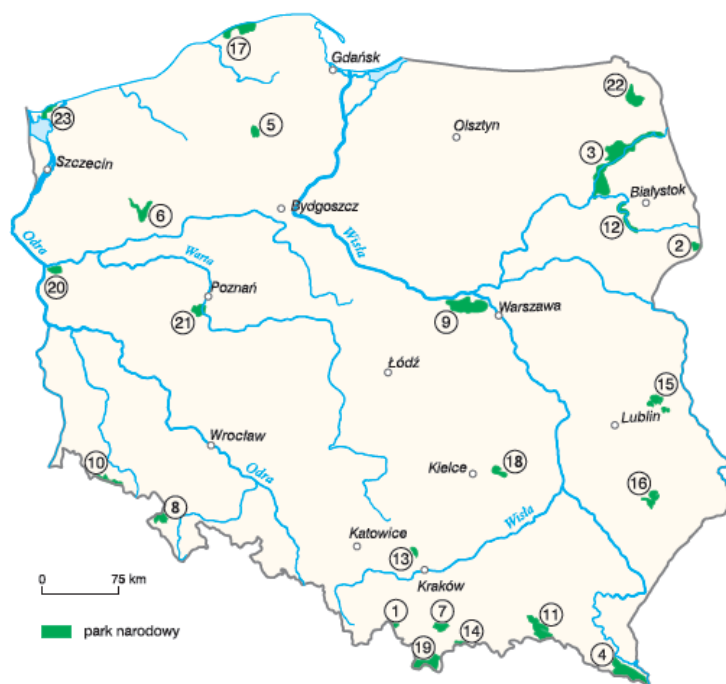 17
Gdańsk
22
23
5
Olsztyn
3
Szczecin
Białystok
6
Bydgoszcz
12
2
Odra
Wisła
Warta
20
Poznań
21
9
Warszawa
Łódź
15
Lublin
Wrocław
10
Odra
Kielce
18
16
8
Wisła
Katowice
13
0
75 km
Kraków
1
7
11
park narodowy
14
19
4